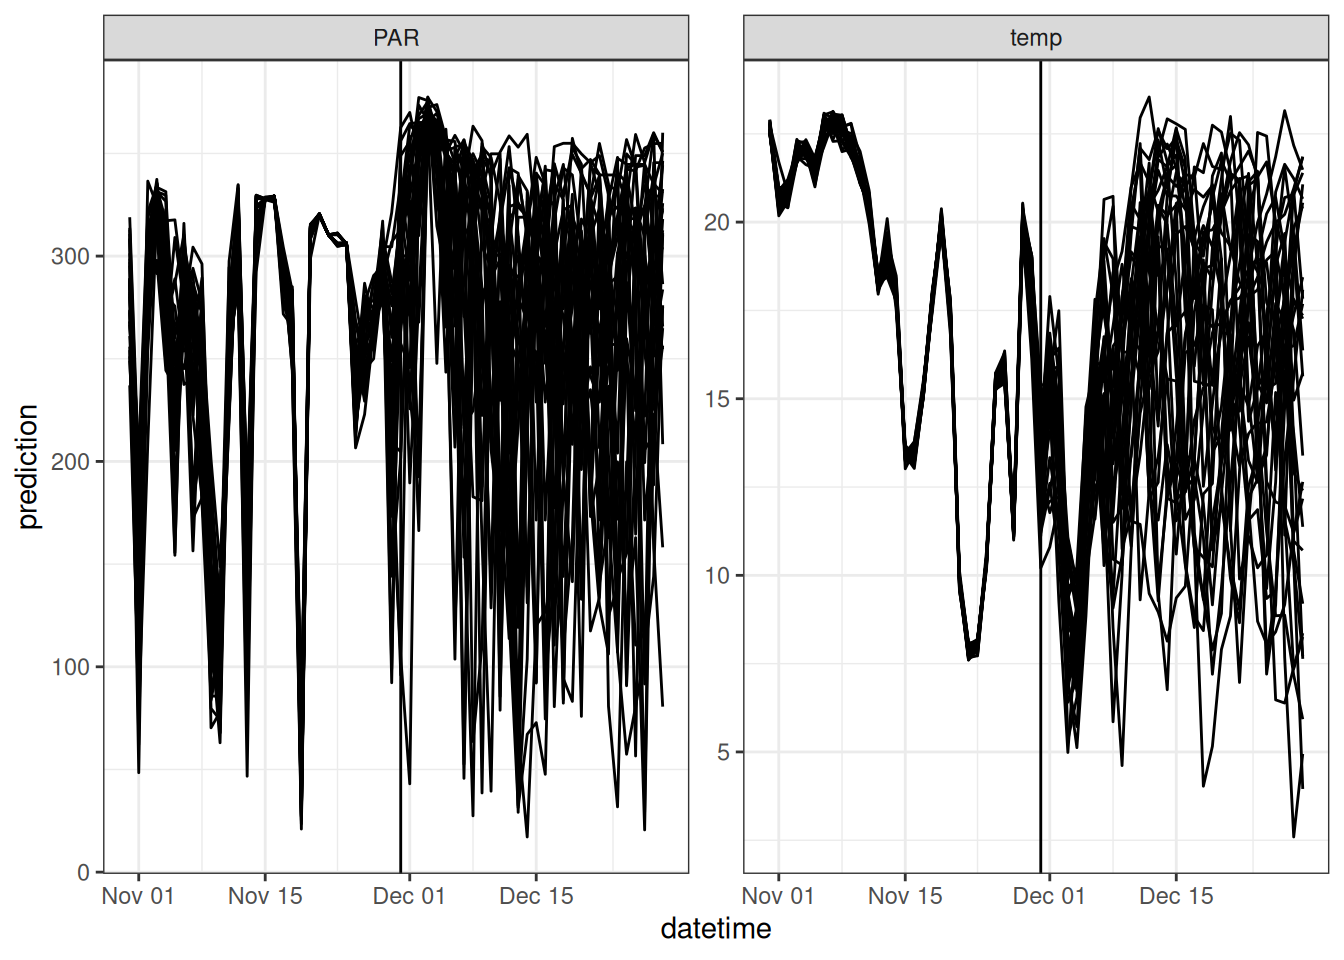 PAR
temp
prediction
300
200
100
0
20
15
10
5
Nov 01
Nov 15
Dec 01
Dec 15
Nov 01
Nov 15
Dec 01
Dec 15
datetime